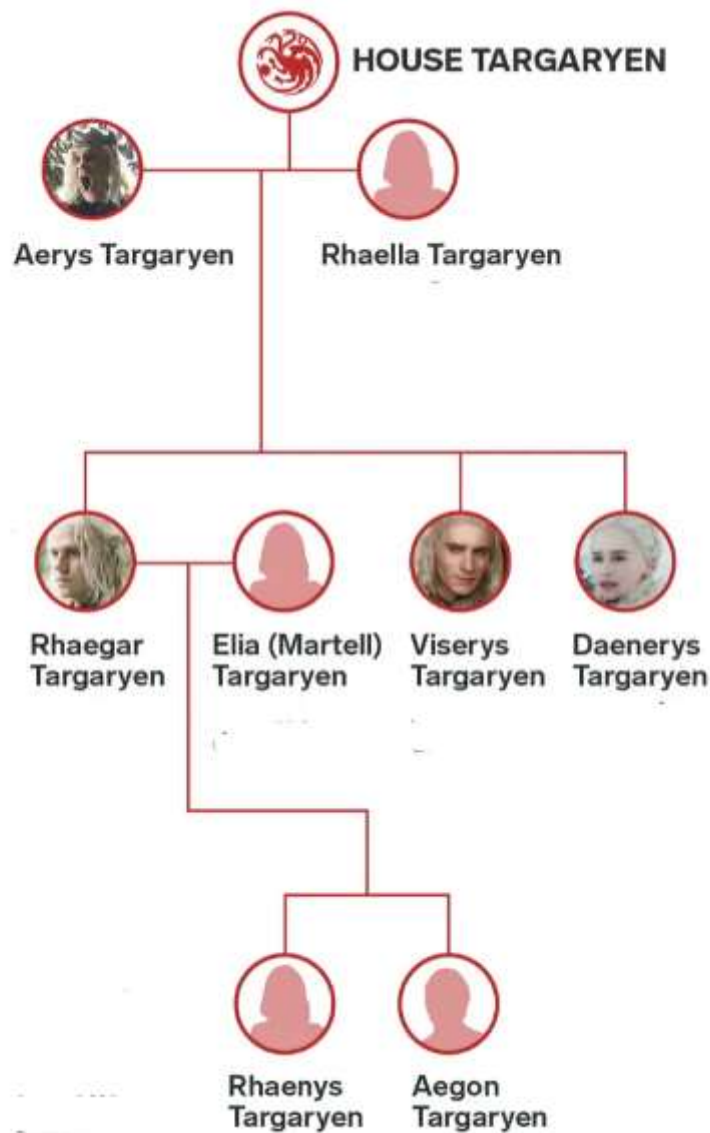 HOUSE TARGARYEN
Aerys Targaryen
Rhaella Targaryen
Rhaegar
Targaryen
Elia (Martell)
Targaryen
Viserys
Targaryen
Daenerys
Targaryen
Rhaenys
Targaryen
Aegon
Targaryen